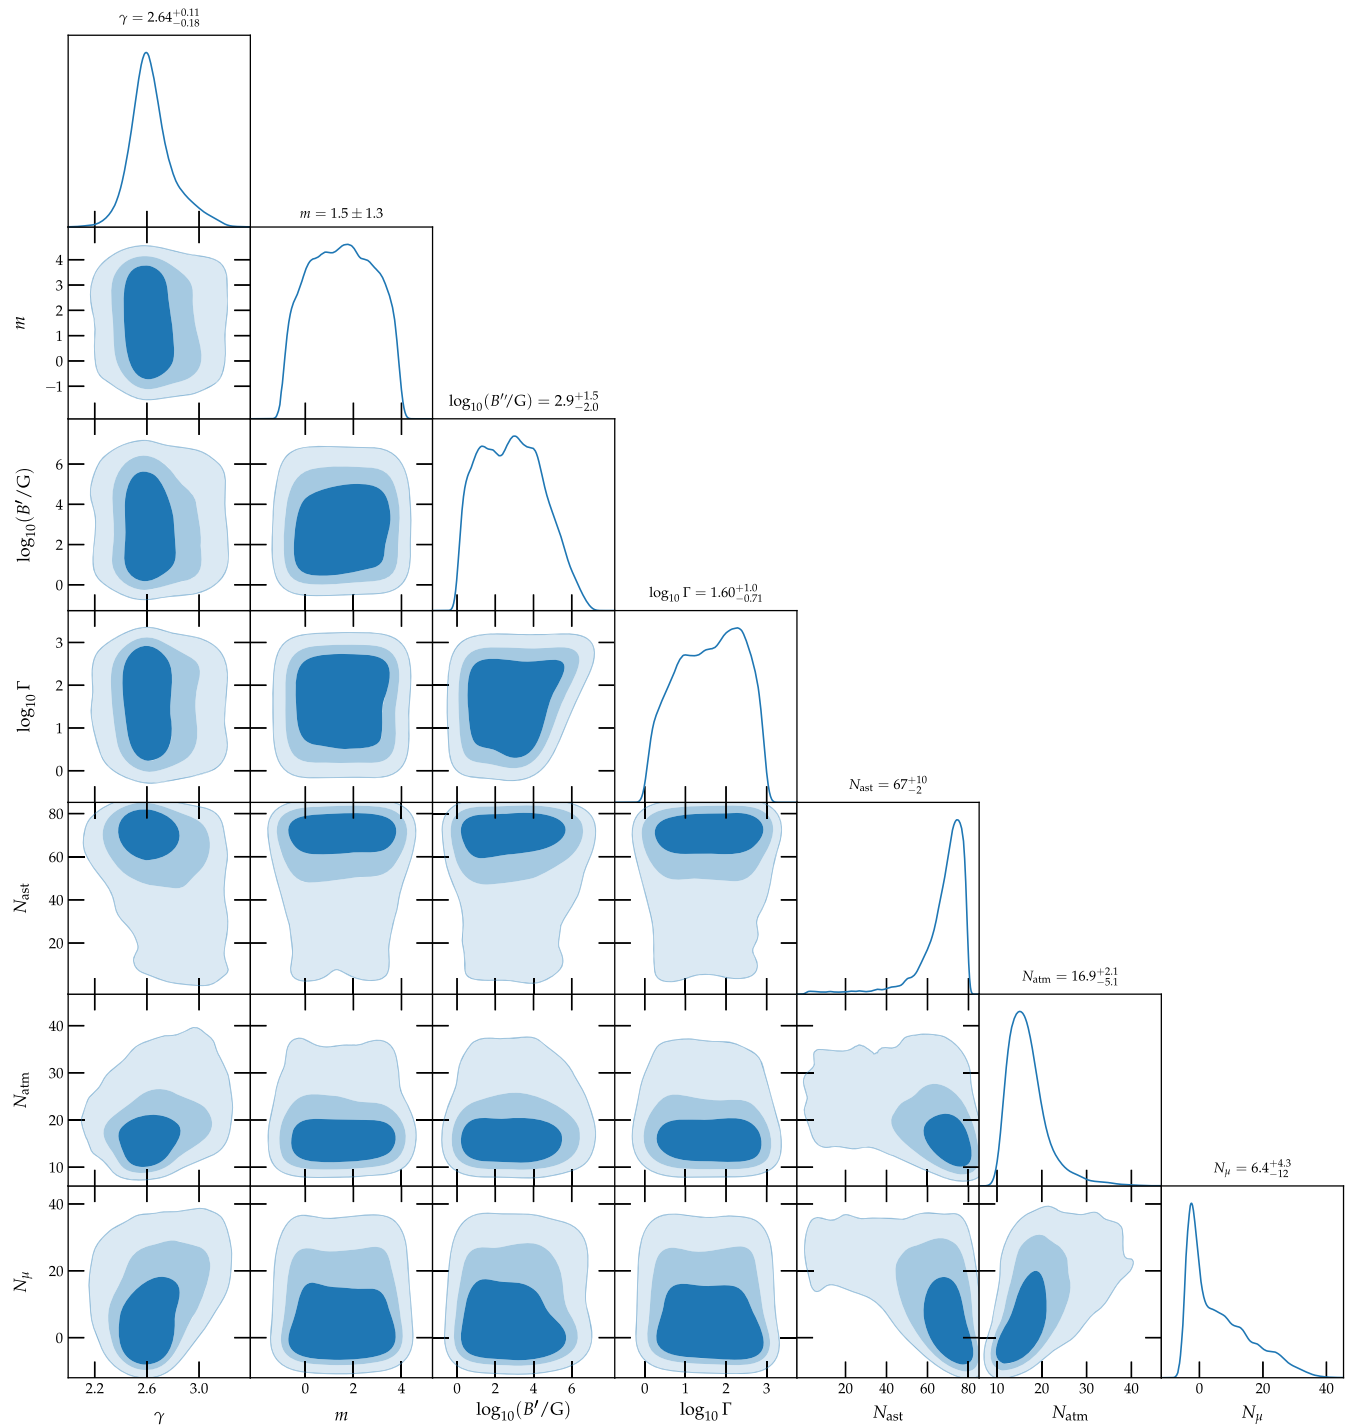 γ = 2.64^{+0.11}_{−0.18}
m = 1.5 ± 1.3
4
3
2
1
0
−1
m
log₁₀(B′′/G) = 2.9^{+1.5}_{−2.0}
6
4
2
0
log₁₀(B′/G)
log₁₀ Γ = 1.60^{+1.0}_{−0.71}
3
2
1
0
log₁₀ Γ
N_ast = 67^{+10}_{−2}
80
60
40
20
N_ast
N_atm = 16.9^{+2.1}_{−5.1}
40
30
20
10
N_atm
N_μ = 6.4^{+4.3}_{−12}
40
20
0
N_μ
2.2 2.6 3.0 0 4 0 2 4 6 0 1 2 3 20 40 60 80 10 20 30 40 0 20 40
γ m log₁₀(B′/G) log₁₀ Γ N_ast N_atm N_μ